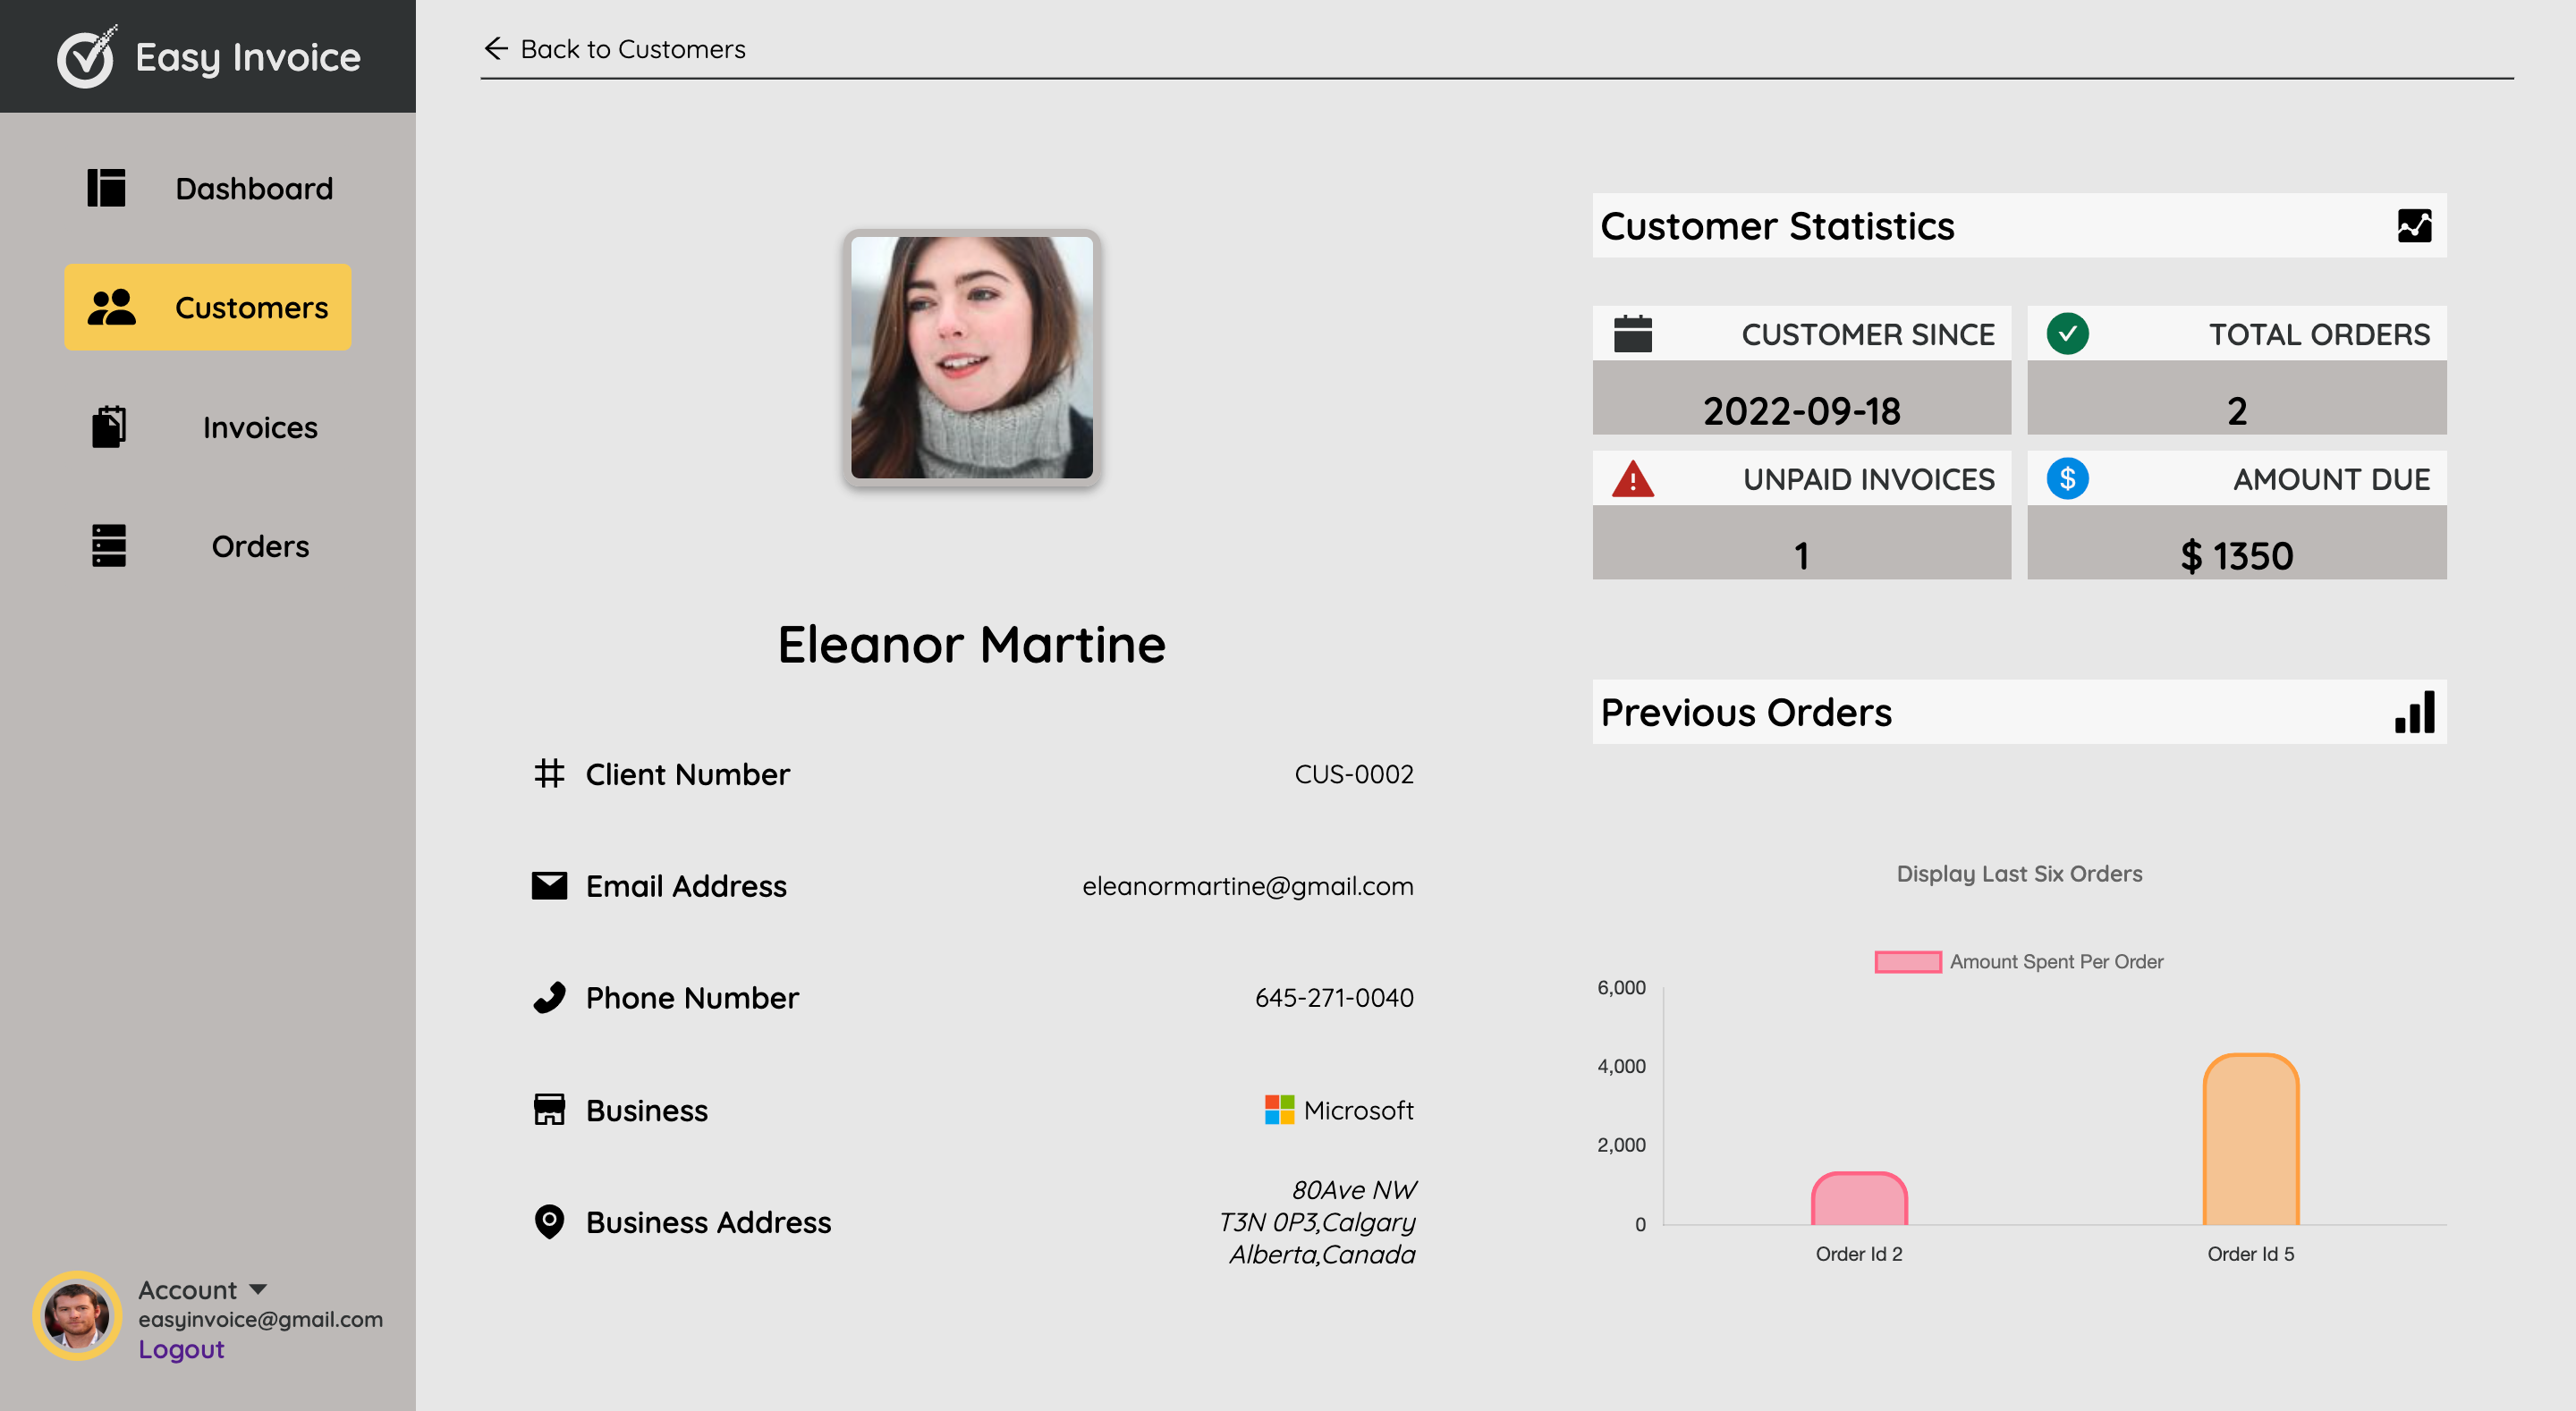 Easy Invoice
Dashboard
Customers
Invoices
Orders
Account
easyinvoice@gmail.com
Logout
Back to Customers
Eleanor Martine
Client Number CUS-0002
Email Address eleanormartine@gmail.com
Phone Number 645-271-0040
Business Microsoft
Business Address 80Ave NW
T3N 0P3,Calgary
Alberta,Canada
Customer Statistics
CUSTOMER SINCE
2022-09-18
TOTAL ORDERS
2
UNPAID INVOICES
1
AMOUNT DUE
$ 1350
Previous Orders
Display Last Six Orders
Amount Spent Per Order
6,000
4,000
2,000
0
Order Id 2 Order Id 5